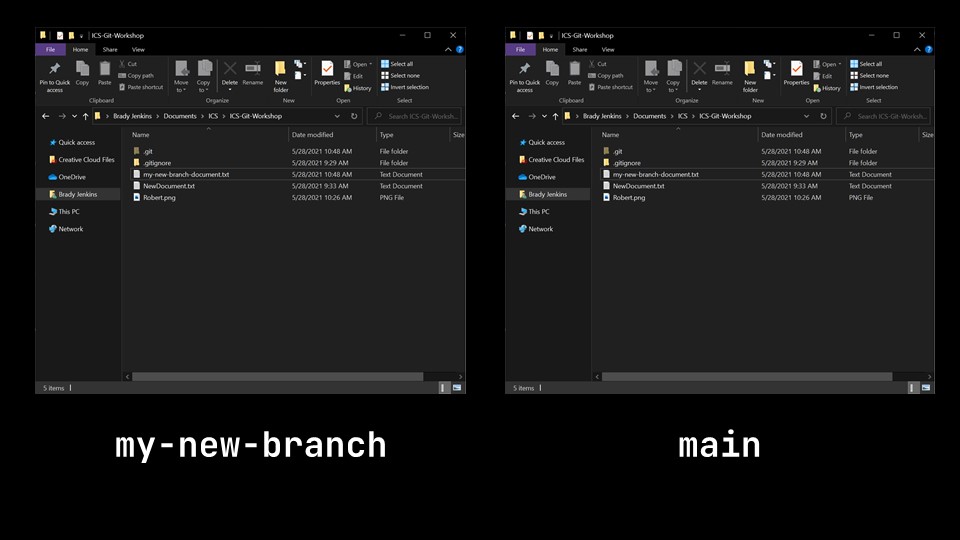 ICS-Git-Workshop
File Home Share View
Pin to Quick access
Copy
Paste
Cut
Copy path
Paste shortcut
Clipboard
Move to
Copy to
Delete
Rename
Organize
New folder
New
Properties
Open
Edit
History
Open
Select all
Select none
Invert selection
Select
Brady Jenkins > Documents > ICS > ICS-Git-Workshop
Search ICS-Git-Worksh...
Quick access
Creative Cloud Files
OneDrive
Brady Jenkins
This PC
Network
Name Date modified Type Size
.git 5/28/2021 10:48 AM File folder
.gitignore 5/28/2021 9:29 AM File folder
my-new-branch-document.txt 5/28/2021 10:48 AM Text Document
NewDocument.txt 5/28/2021 9:33 AM Text Document
Robert.png 5/28/2021 10:26 AM PNG File
5 items
my-new-branch
ICS-Git-Workshop
File Home Share View
Pin to Quick access
Copy
Paste
Cut
Copy path
Paste shortcut
Clipboard
Move to
Copy to
Delete
Rename
Organize
New folder
New
Properties
Open
Edit
History
Open
Select all
Select none
Invert selection
Select
Brady Jenkins > Documents > ICS > ICS-Git-Workshop
Search ICS-Git-Worksh...
Quick access
Creative Cloud Files
OneDrive
Brady Jenkins
This PC
Network
Name Date modified Type Size
.git 5/28/2021 10:48 AM File folder
.gitignore 5/28/2021 9:29 AM File folder
my-new-branch-document.txt 5/28/2021 10:48 AM Text Document
NewDocument.txt 5/28/2021 9:33 AM Text Document
Robert.png 5/28/2021 10:26 AM PNG File
5 items
main